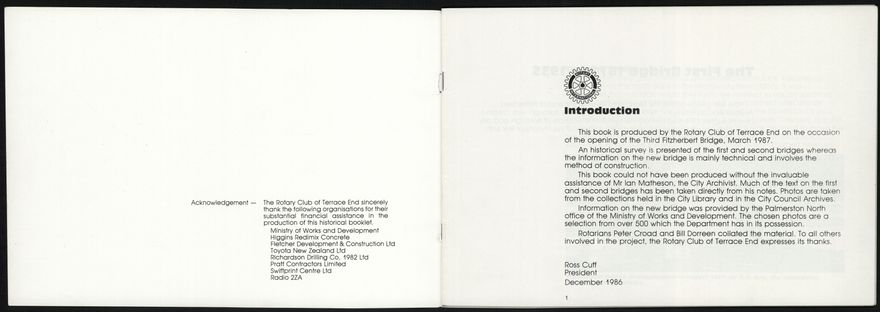 Acknowledgement — The Rotary Club of Terrace End sincerely
thank the following organisations for their
substantial financial assistance in the
production of this historical booklet.
Ministry of Works and Development
Higgins Redimix Concrete
Fletcher Development & Construction Ltd
Toyota New Zealand Ltd
Richardson Drilling Co, 1982 Ltd
Pratt Contractors Limited
Swiftprint Centre Ltd
Radio 2ZA
Introduction
This book is produced by the Rotary Club of Terrace End on the occasion
of the opening of the Third Fitzherbert Bridge, March 1987.
An historical survey is presented of the first and second bridges whereas
the information on the new bridge is mainly technical and involves the
method of construction.
This book could not have been produced without the invaluable
assistance of Mr Ian Matheson, the City Archivist. Much of the text on the first
and second bridges has been taken directly from his notes. Photos are taken
from the collections held in the City Library and in the City Council Archives.
Information on the new bridge was provided by the Palmerston North
office of the Ministry of Works and Development. The chosen photos are a
selection from over 500 which the Department has in its possession.
Rotarians Peter Croad and Bill Dorreen collated the material. To all others
involved in the project, the Rotary Club of Terrace End expresses its thanks.
Ross Cuff
President
December 1986
1